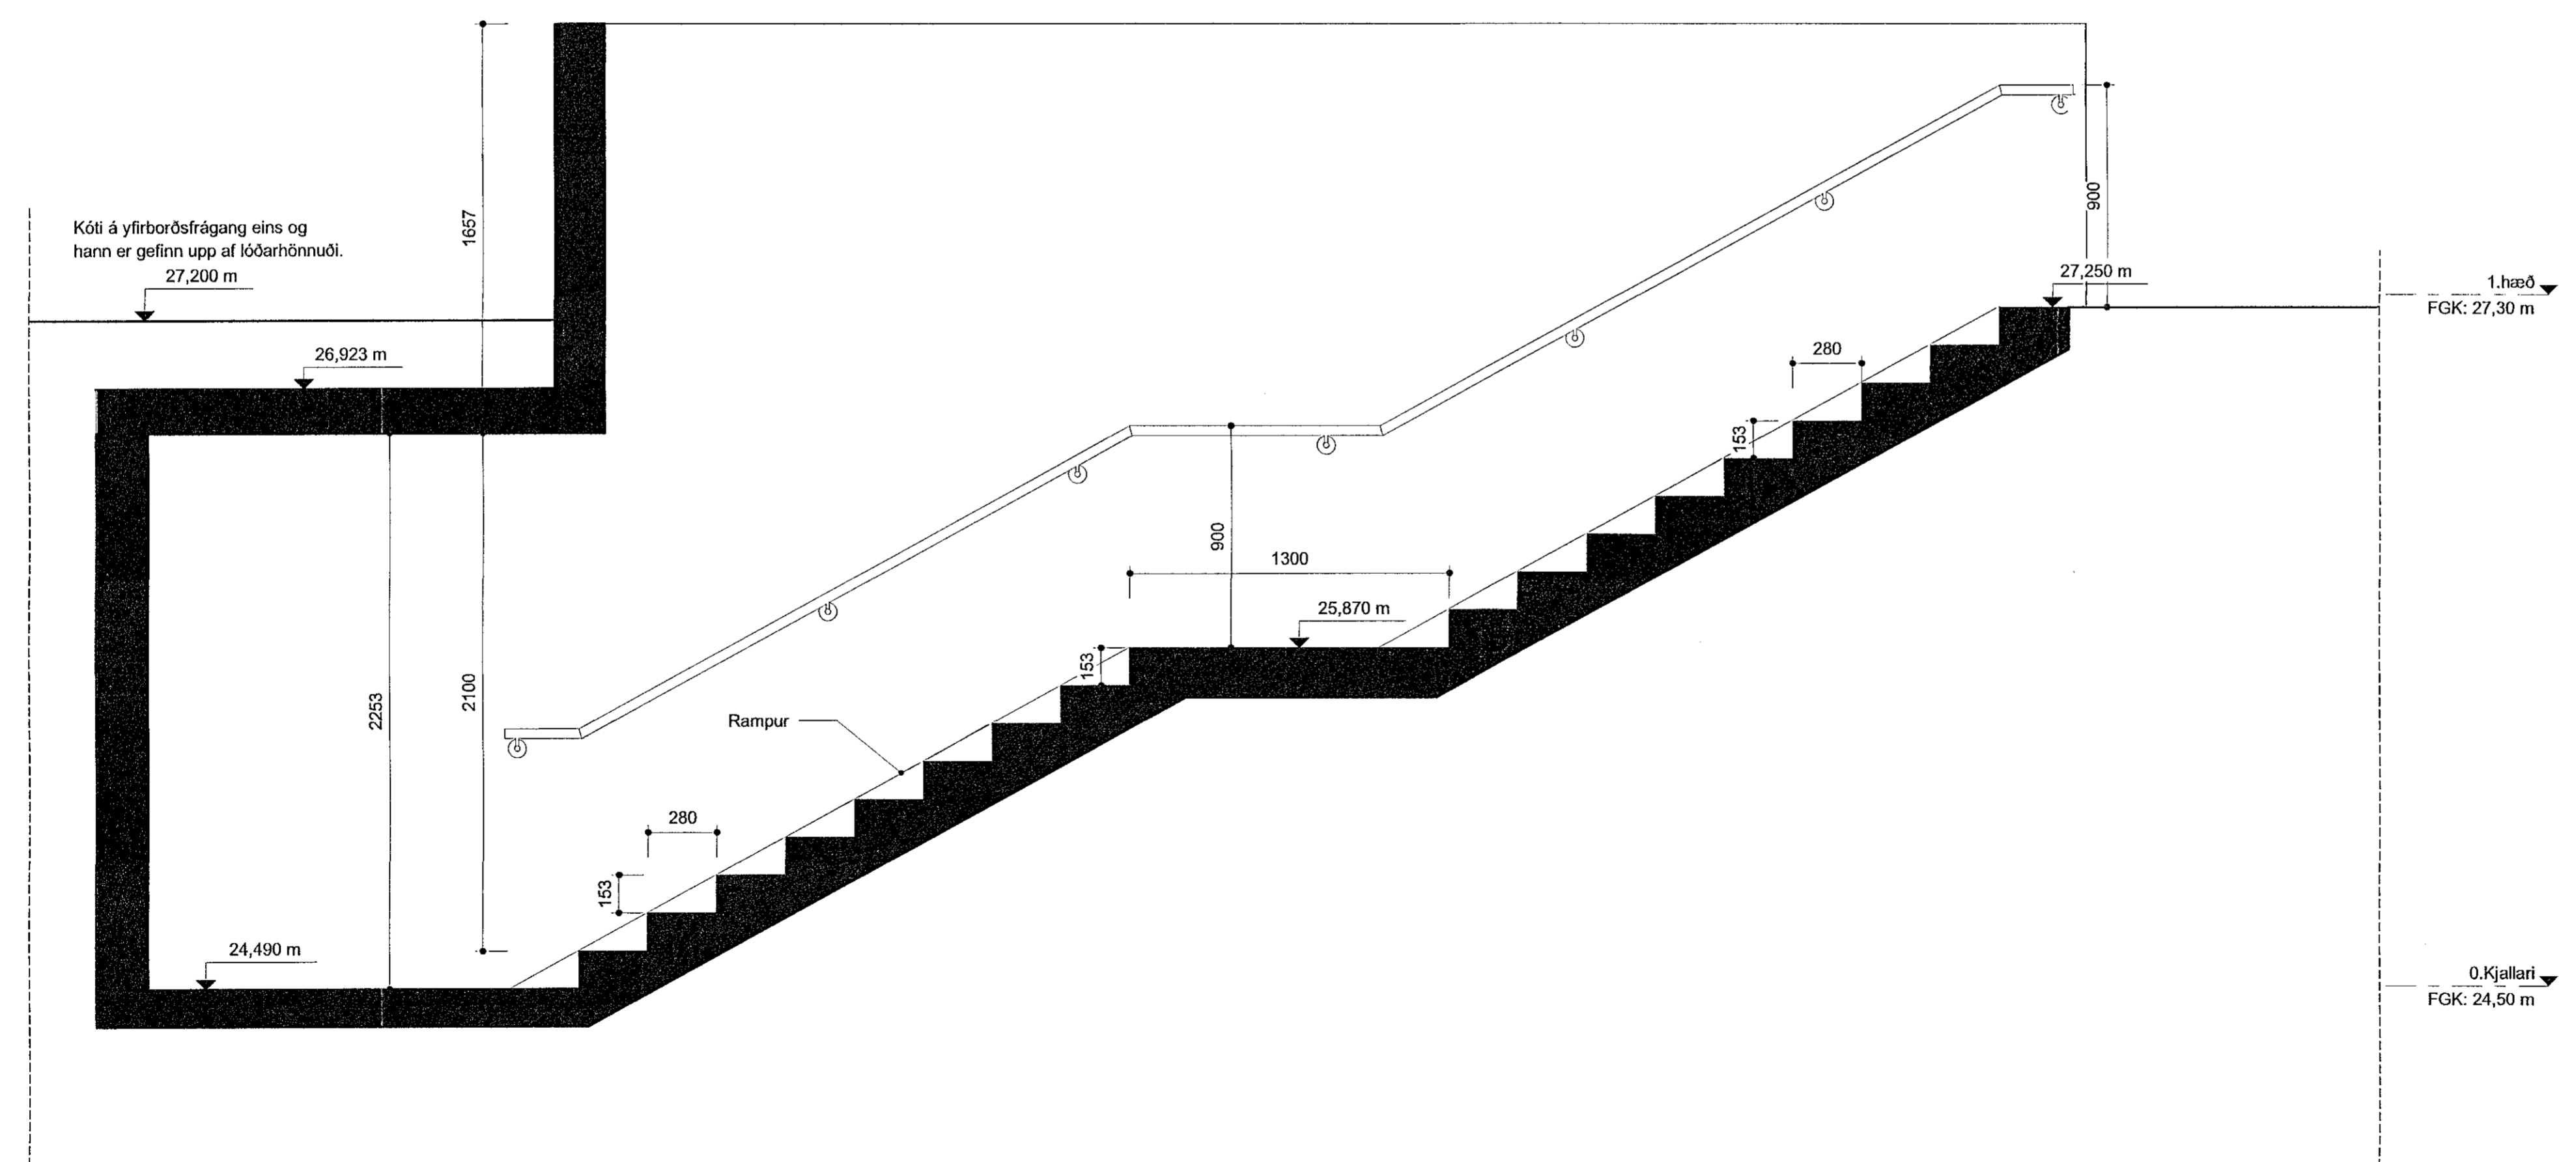 1657
900
Kóti á yfirborðsfrágang eins og
hann er gefinn upp af lóðarhönnuði.
27,200 m
27,250 m
1.hæð
FGK: 27,30 m
26,923 m
280
153
900
1300
25,870 m
153
2253
2100
Rampur
280
153
24,490 m
0.Kjallari
FGK: 24,50 m